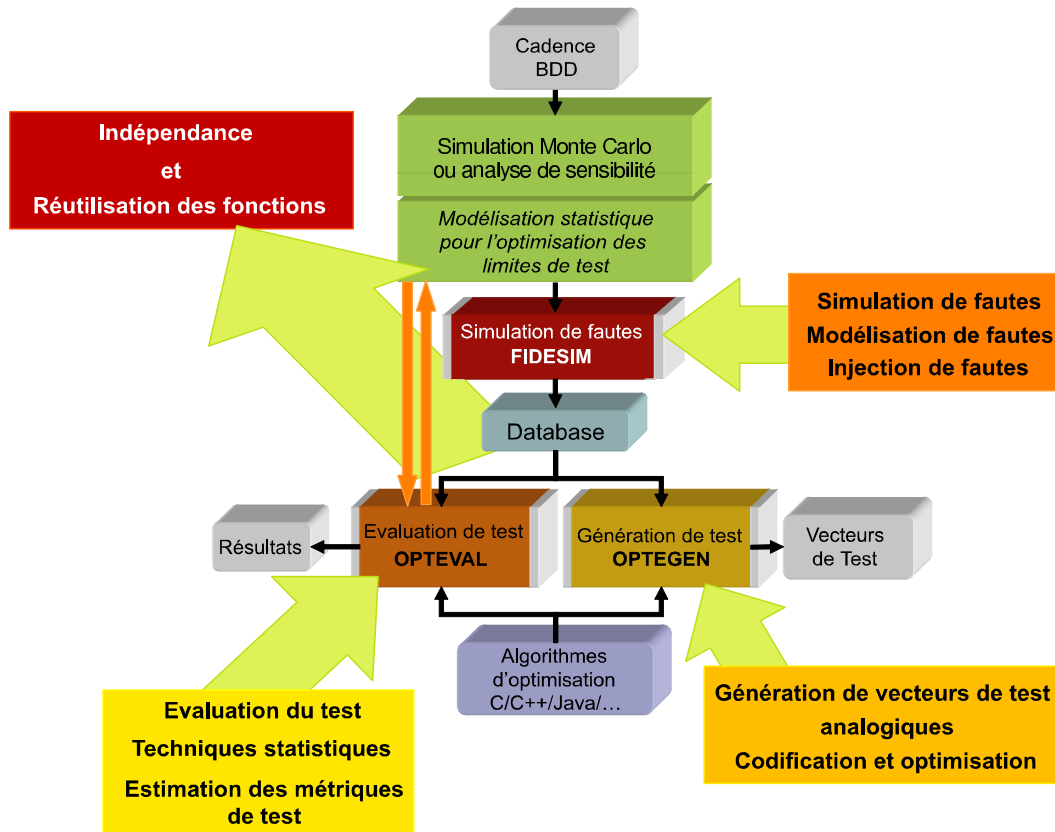 Cadence
BDD
Indépendance
et
Réutilisation des fonctions
Simulation Monte Carlo
ou analyse de sensibilité
Modélisation statistique
pour l'optimisation des
limites de test
Simulation de fautes
FIDESIM
Simulation de fautes
Modélisation de fautes
Injection de fautes
Database
Résultats
Evaluation de test
OPTEVAL
Génération de test
OPTEGEN
Vecteurs
de Test
Algorithmes
d'optimisation
C/C++/Java/…
Evaluation du test
Techniques statistiques
Estimation des métriques
de test
Génération de vecteurs de test
analogiques
Codification et optimisation